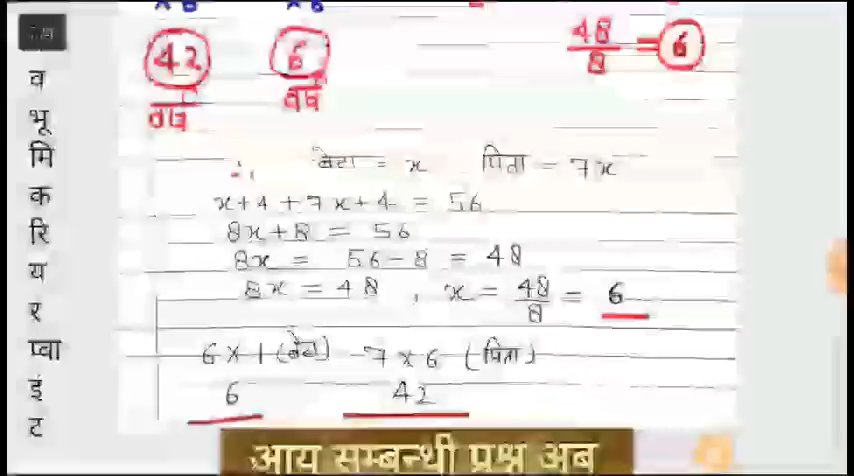 42 6
वर्ष वर्ष
48/8 = 6
बेटा = x पिता = 7x
x+4 + 7x+4 = 56
8x+8 = 56
8x = 56-8 = 48
8x = 48 , x = 48/8 = 6
6×1 (बेटा) 7×6 (पिता)
6 42
व
भू
मि
क
रि
य
र
प्वा
इं
ट
आय सम्बन्धी प्रश्न अब